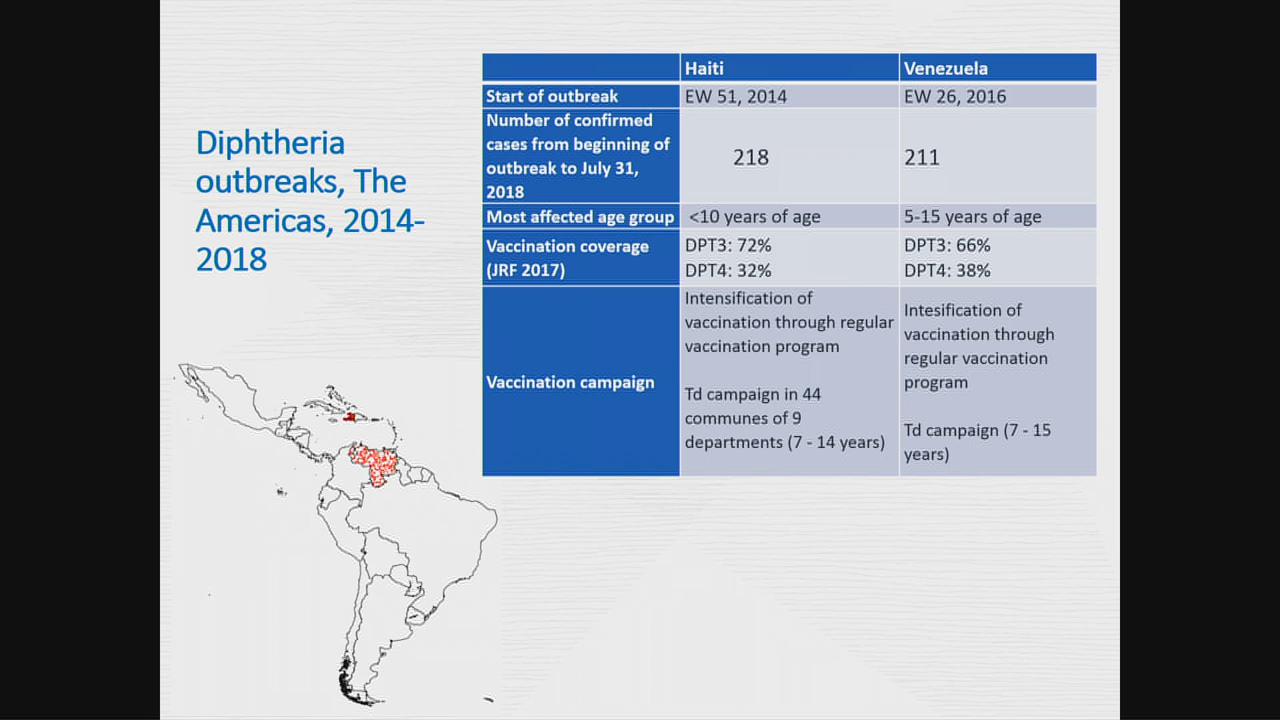 Diphtheria
outbreaks, The
Americas, 2014-
2018
Haiti
Venezuela
Start of outbreak
EW 51, 2014
EW 26, 2016
Number of confirmed
cases from beginning of
outbreak to July 31,
2018
218
211
Most affected age group
<10 years of age
5-15 years of age
Vaccination coverage
(JRF 2017)
DPT3: 72%
DPT4: 32%
DPT3: 66%
DPT4: 38%
Vaccination campaign
Intensification of
vaccination through regular
vaccination program
Td campaign in 44
communes of 9
departments (7 - 14 years)
Intesification of
vaccination through
regular vaccination
program
Td campaign (7 - 15
years)